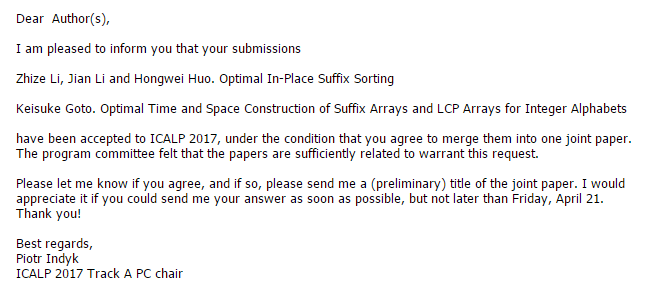 Dear  Author(s),
I am pleased to inform you that your submissions
Zhize Li, Jian Li and Hongwei Huo. Optimal In-Place Suffix Sorting
Keisuke Goto. Optimal Time and Space Construction of Suffix Arrays and LCP Arrays for Integer Alphabets
have been accepted to ICALP 2017, under the condition that you agree to merge them into one joint paper.
The program committee felt that the papers are sufficiently related to warrant this request.
Please let me know if you agree, and if so, please send me a (preliminary) title of the joint paper. I would
appreciate it if you could send me your answer as soon as possible, but not later than Friday, April 21.
Thank you!
Best regards,
Piotr Indyk
ICALP 2017 Track A PC chair